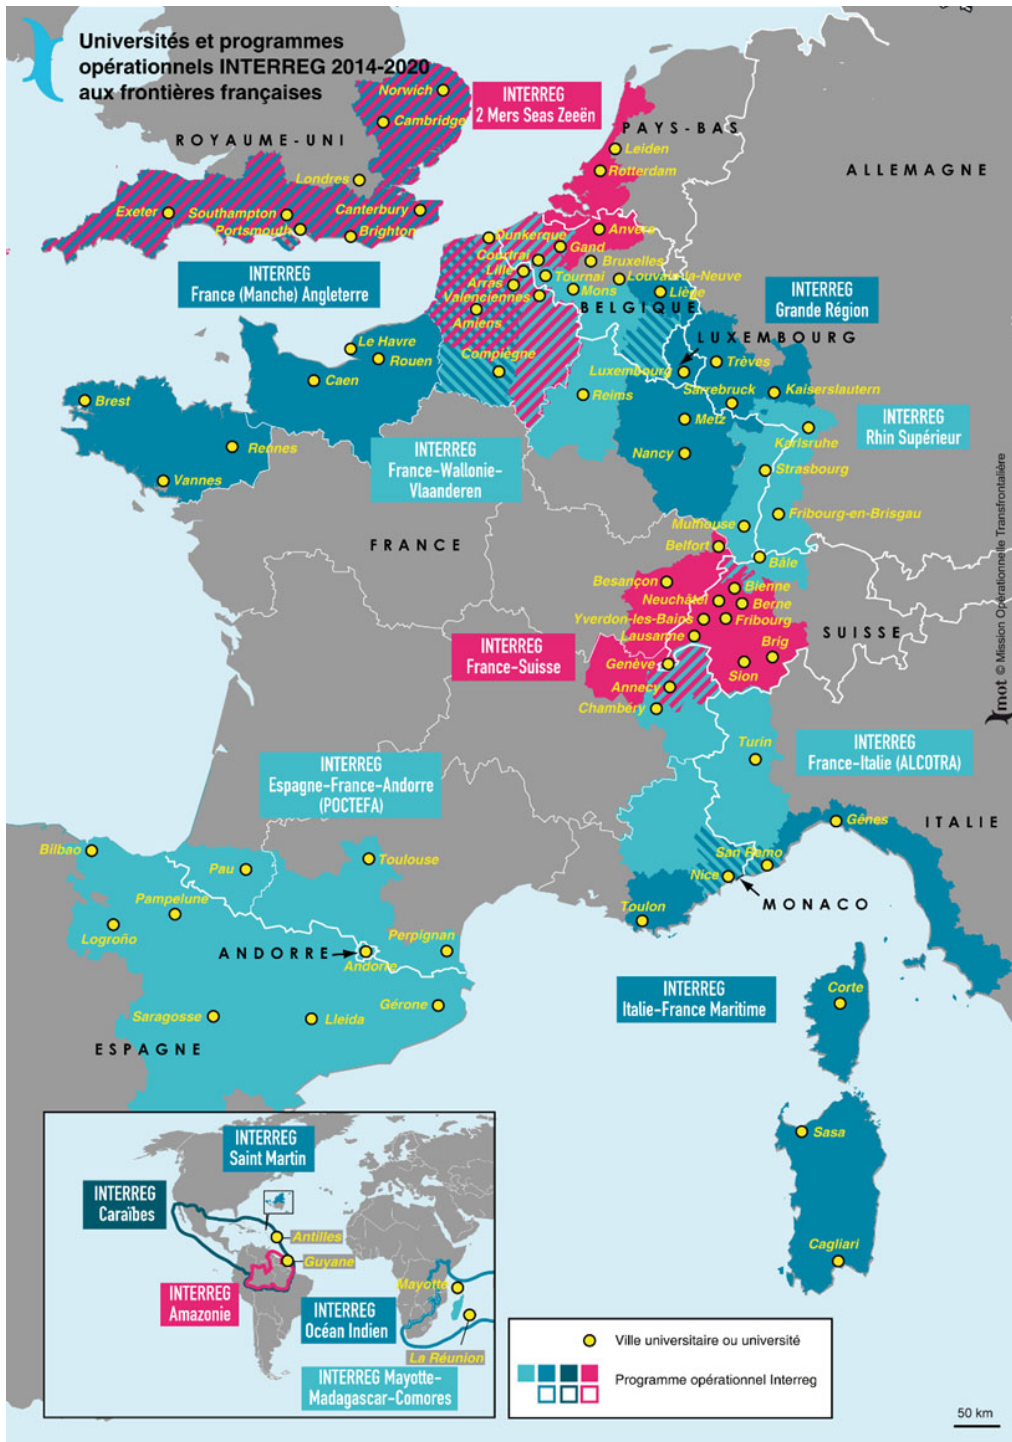 Universités et programmes
opérationnels INTERREG 2014-2020
aux frontières françaises
Norwich
INTERREG
2 Mers Seas Zeeën
Cambridge
PAYS-BAS
ROYAUME-UNI
Leiden
Londres
Rotterdam
ALLEMAGNE
Exeter
Southampton
Canterbury
Portsmouth
Brighton
Dunkerque
Anvers
Gand
Courtrai
Bruxelles
Lille
Tournai
Louvain-la-Neuve
Arras
Mons
Liège
Valenciennes
BELGIQUE
Amiens
INTERREG
France (Manche) Angleterre
INTERREG
Grande Région
LUXEMBOURG
Le Havre
Rouen
Compiègne
Trèves
Luxembourg
Caen
Sarrebruck
Kaiserslautern
Reims
Brest
Metz
INTERREG
Rhin Supérieur
Karlsruhe
Rennes
INTERREG
France-Wallonie-
Vlaanderen
Nancy
Strasbourg
Vannes
Fribourg-en-Brisgau
Mulhouse
FRANCE
Belfort
Bâle
Besançon
Bienne
Neuchâtel
Berne
Yverdon-les-Bains
Fribourg
Lausanne
SUISSE
INTERREG
France-Suisse
Brig
Genève
Sion
Annecy
Chambéry
mot © Mission Opérationnelle Transfrontalière
Turin
INTERREG
France-Italie (ALCOTRA)
INTERREG
Espagne-France-Andorre
(POCTEFA)
Gênes
ITALIE
Bilbao
Toulouse
San Remo
Pau
Nice
MONACO
Pampelune
Toulon
Logroño
Perpignan
ANDORRE
Andorre
INTERREG
Italie-France Maritime
Corte
Gérone
Saragosse
Lleida
ESPAGNE
Sasa
Cagliari
INTERREG
Saint Martin
INTERREG
Caraïbes
Antilles
Guyane
INTERREG
Amazonie
Mayotte
INTERREG
Océan Indien
La Réunion
INTERREG Mayotte-
Madagascar-Comores
Ville universitaire ou université
Programme opérationnel Interreg
50 km